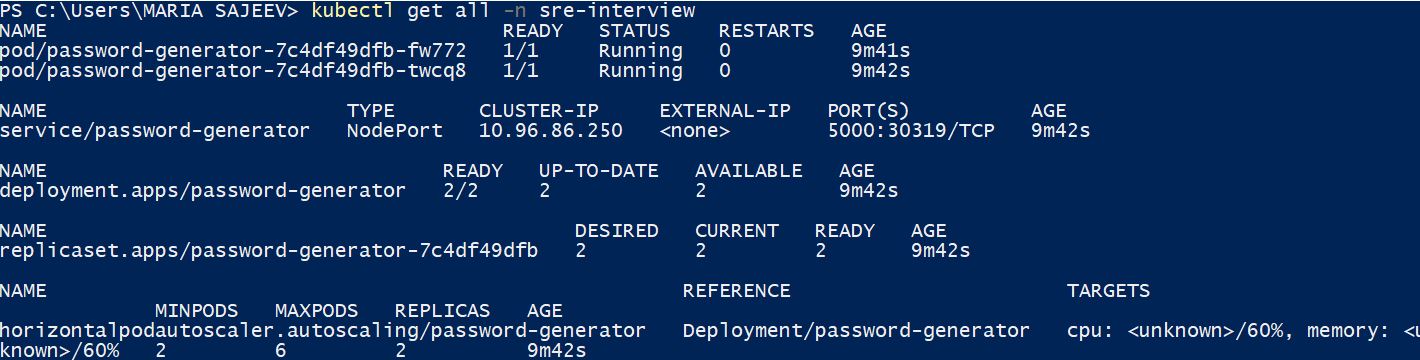 PS C:\Users\MARIA SAJEEV> kubectl get all -n sre-interview
NAME                                      READY   STATUS    RESTARTS   AGE
pod/password-generator-7c4df49dfb-fw772   1/1     Running   0          9m41s
pod/password-generator-7c4df49dfb-twcq8   1/1     Running   0          9m42s
NAME                         TYPE       CLUSTER-IP     EXTERNAL-IP   PORT(S)          AGE
service/password-generator   NodePort   10.96.86.250   <none>        5000:30319/TCP   9m42s
NAME                                 READY   UP-TO-DATE   AVAILABLE   AGE
deployment.apps/password-generator   2/2     2            2           9m42s
NAME                                            DESIRED   CURRENT   READY   AGE
replicaset.apps/password-generator-7c4df49dfb   2         2         2       9m42s
NAME                                                     REFERENCE                       TARGETS
             MINPODS   MAXPODS   REPLICAS   AGE
horizontalpodautoscaler.autoscaling/password-generator   Deployment/password-generator   cpu: <unknown>/60%, memory: <u
known>/60%   2         6         2          9m42s